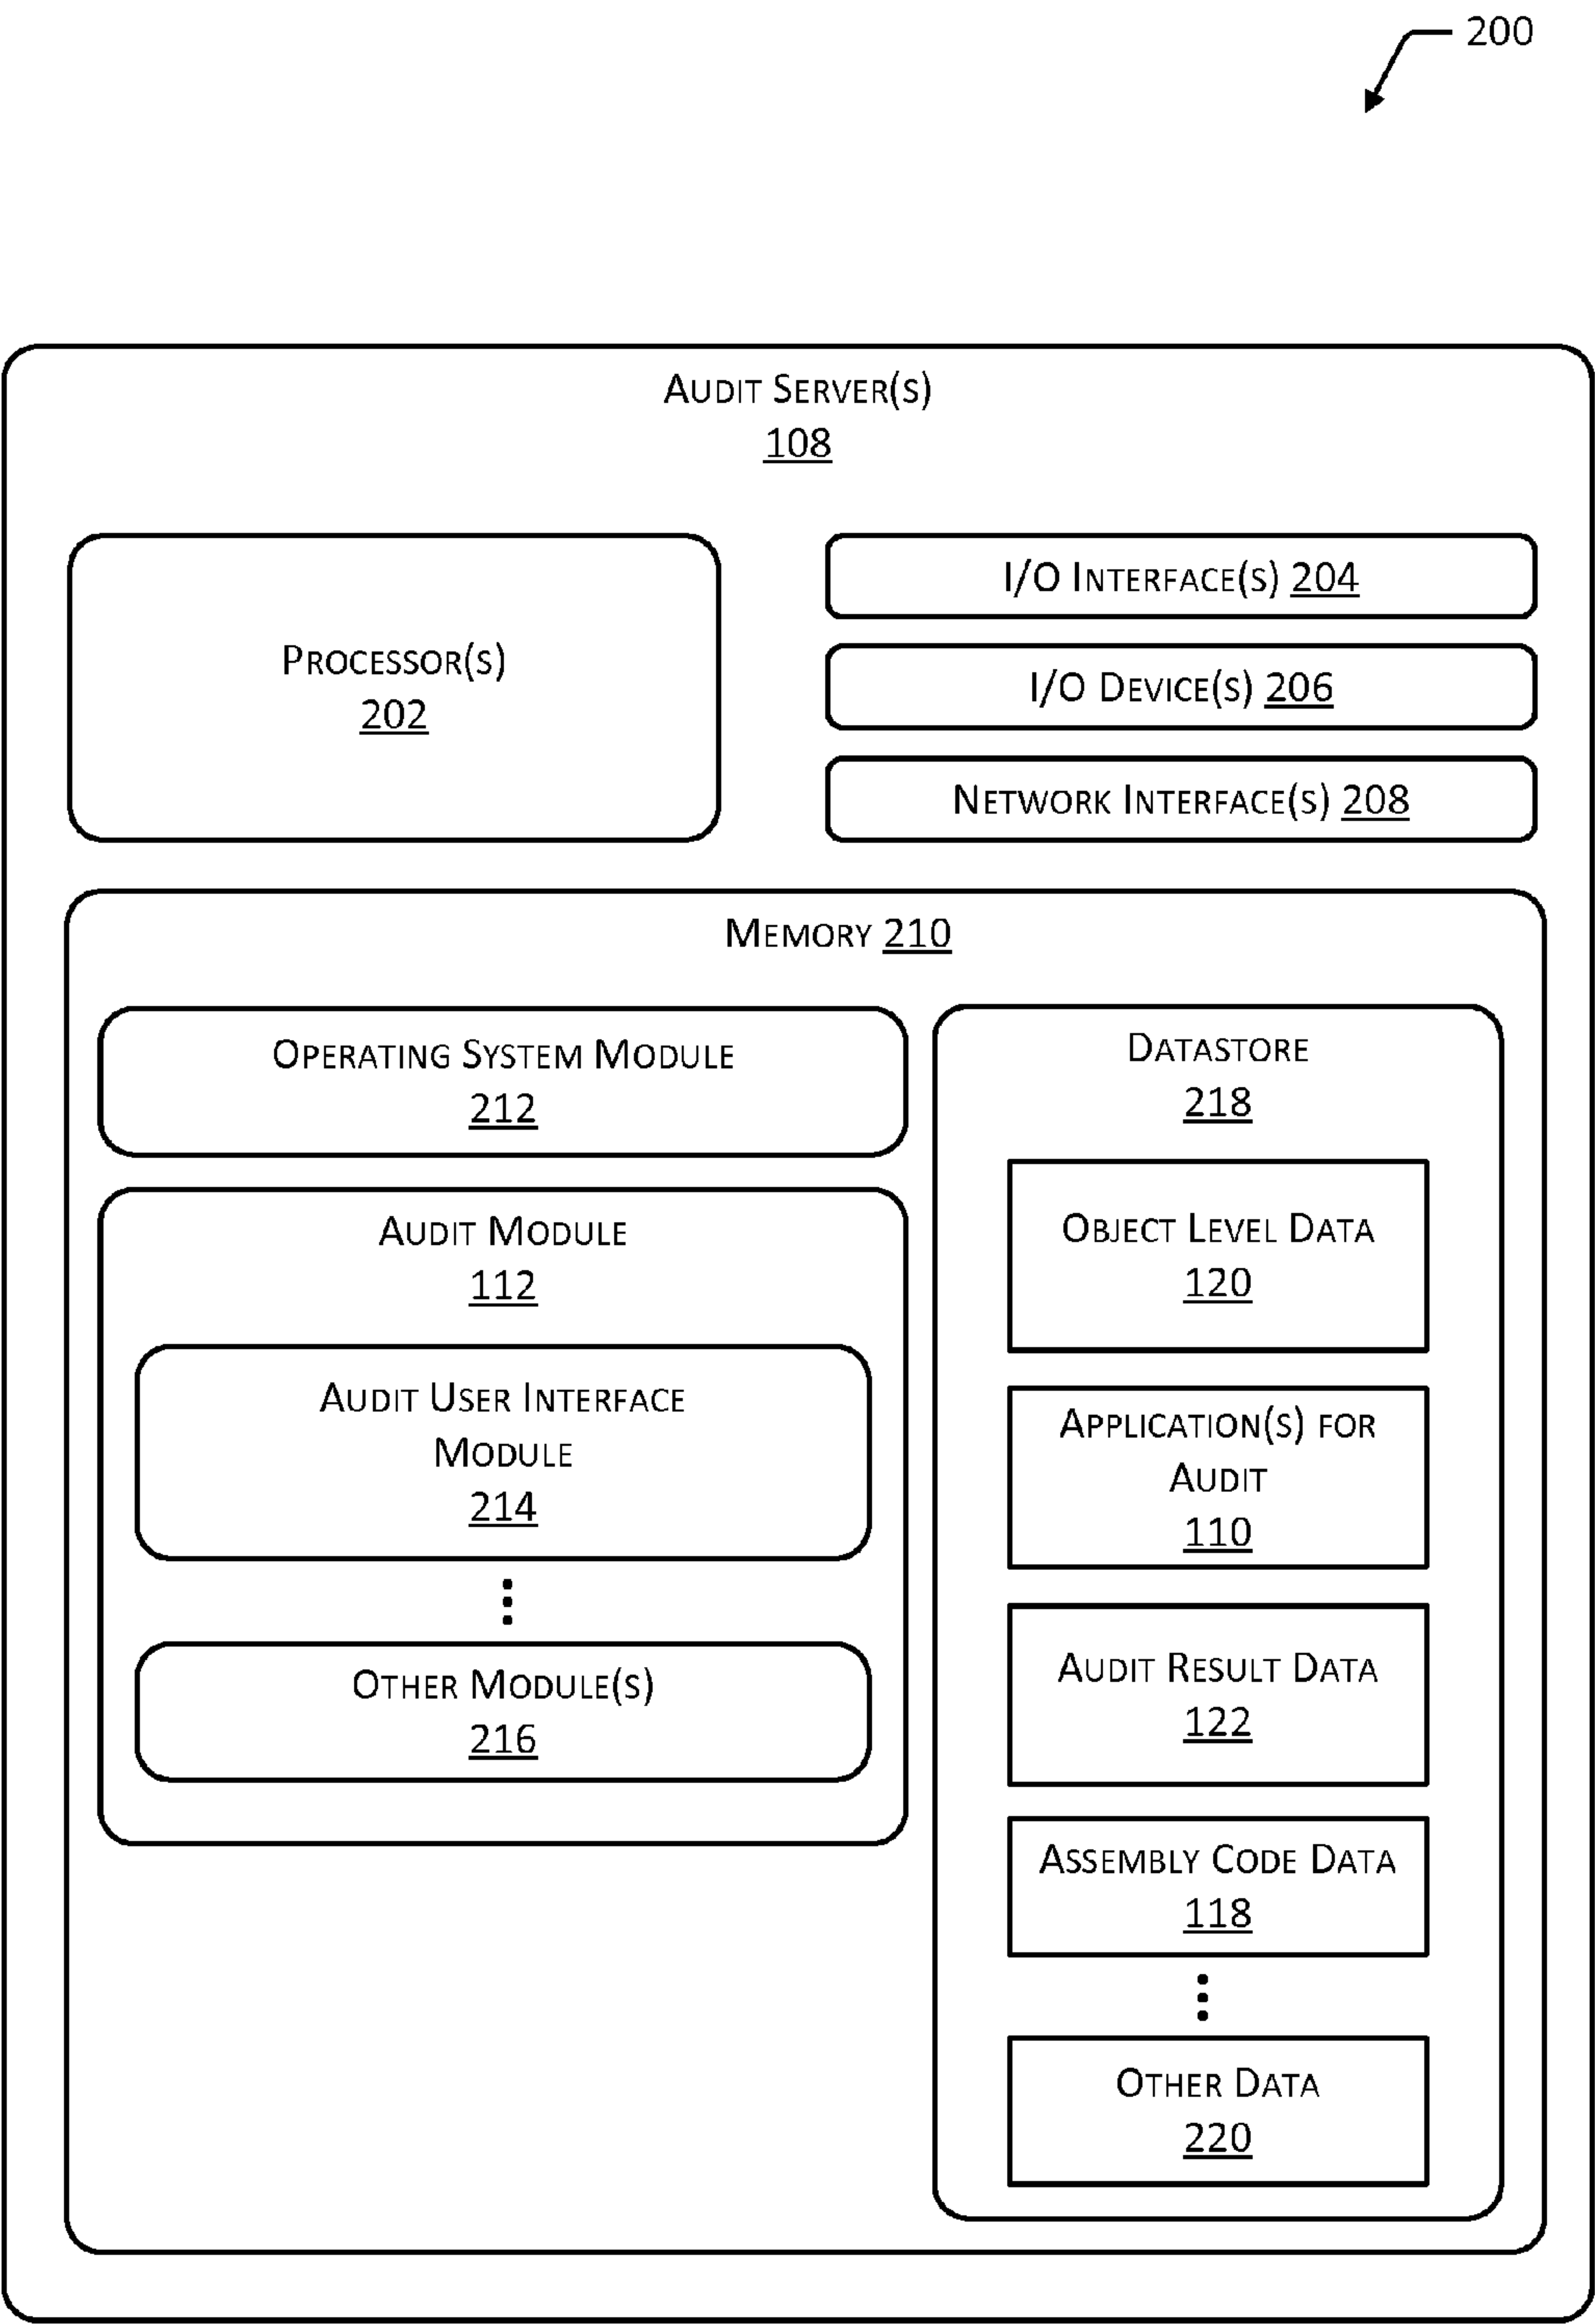 200
AUDIT SERVER(S)
108
PROCESSOR(S)
202
I/O INTERFACE(S) 204
I/O DEVICE(S) 206
NETWORK INTERFACE(S) 208
MEMORY 210
OPERATING SYSTEM MODULE
212
AUDIT MODULE
112
AUDIT USER INTERFACE
MODULE
214
OTHER MODULE(S)
216
DATASTORE
218
OBJECT LEVEL DATA
120
APPLICATION(S) FOR
AUDIT
110
AUDIT RESULT DATA
122
ASSEMBLY CODE DATA
118
OTHER DATA
220